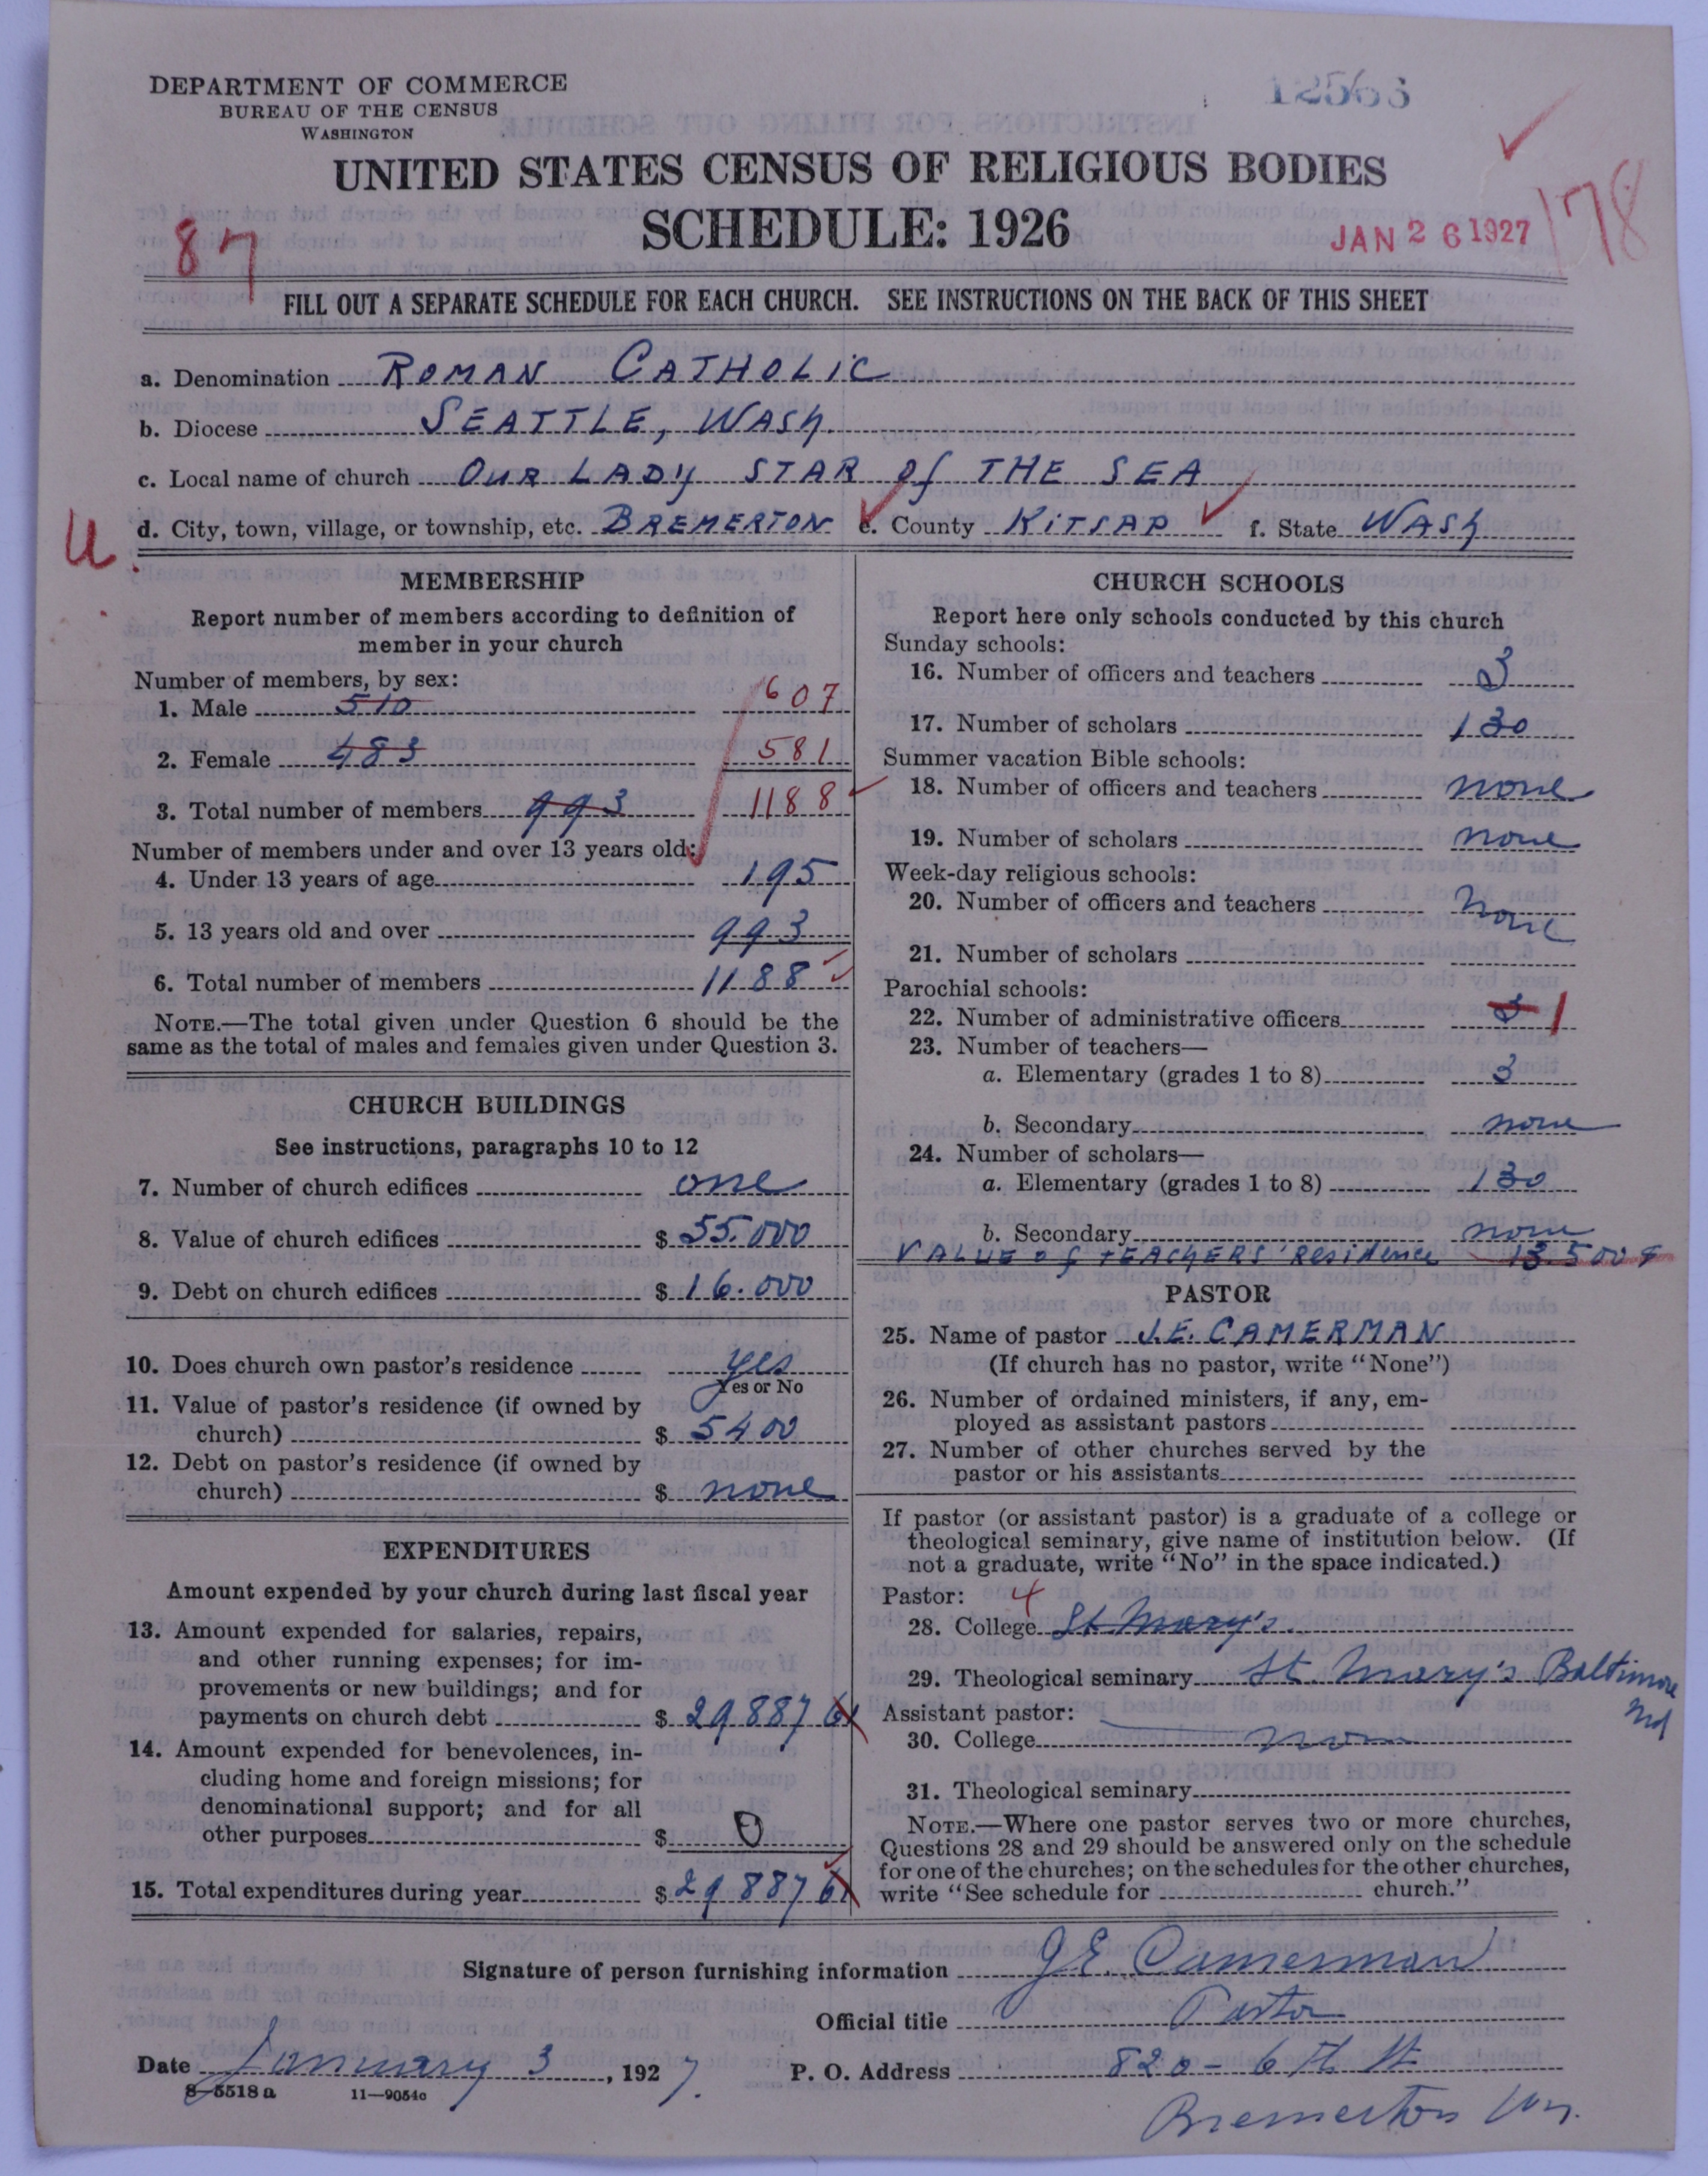 DEPARTMENT OF COMMERCE
BUREAU OF THE CENSUS
WASHINGTON
12566
UNITED STATES CENSUS OF RELIGIOUS BODIES
SCHEDULE: 1926
87
JAN 26 1927
178
FILL OUT A SEPARATE SCHEDULE FOR EACH CHURCH. SEE INSTRUCTIONS ON THE BACK OF THIS SHEET
a. Denomination ROMAN CATHOLIC
b. Diocese SEATTLE, WASH.
c. Local name of church OUR LADY STAR of THE SEA
U.
d. City, town, village, or township, etc. BREMERTON e. County KITSAP f. State WASH
MEMBERSHIP
Report number of members according to definition of
member in your church
Number of members, by sex:
1. Male 510 607
2. Female 483 581
3. Total number of members 993 1188
Number of members under and over 13 years old:
4. Under 13 years of age 195
5. 13 years old and over 993
6. Total number of members 1188
NOTE.—The total given under Question 6 should be the
same as the total of males and females given under Question 3.
CHURCH BUILDINGS
See instructions, paragraphs 10 to 12
7. Number of church edifices one
8. Value of church edifices $ 55.000
9. Debt on church edifices $ 16.000
10. Does church own pastor's residence yes
Yes or No
11. Value of pastor's residence (if owned by
church) $ 5400
12. Debt on pastor's residence (if owned by
church) $ none
EXPENDITURES
Amount expended by your church during last fiscal year
13. Amount expended for salaries, repairs,
and other running expenses; for im-
provements or new buildings; and for
payments on church debt $ 29887
14. Amount expended for benevolences, in-
cluding home and foreign missions; for
denominational support; and for all
other purposes $ 0
15. Total expenditures during year $ 29887
CHURCH SCHOOLS
Report here only schools conducted by this church
Sunday schools:
16. Number of officers and teachers 3
17. Number of scholars 130
Summer vacation Bible schools:
18. Number of officers and teachers none
19. Number of scholars none
Week-day religious schools:
20. Number of officers and teachers none
21. Number of scholars
Parochial schools:
22. Number of administrative officers 3 1
23. Number of teachers—
a. Elementary (grades 1 to 8) 3
b. Secondary none
24. Number of scholars—
a. Elementary (grades 1 to 8) 130
b. Secondary none
VALUE of TEACHERS' Residence 13.500
PASTOR
25. Name of pastor J.E. CAMERMAN
(If church has no pastor, write "None")
26. Number of ordained ministers, if any, em-
ployed as assistant pastors
27. Number of other churches served by the
pastor or his assistants
If pastor (or assistant pastor) is a graduate of a college or
theological seminary, give name of institution below. (If
not a graduate, write "No" in the space indicated.)
Pastor: 4
28. College St Mary's
29. Theological seminary St. Mary's Baltimore
Md
Assistant pastor:
30. College
31. Theological seminary
NOTE.—Where one pastor serves two or more churches,
Questions 28 and 29 should be answered only on the schedule
for one of the churches; on the schedules for the other churches,
write "See schedule for church."
Signature of person furnishing information J E Camerman
Official title Pastor
Date January 3, 1927. P. O. Address 820 - 6th St
8-5518a 11—9054c
Bremerton Wn.